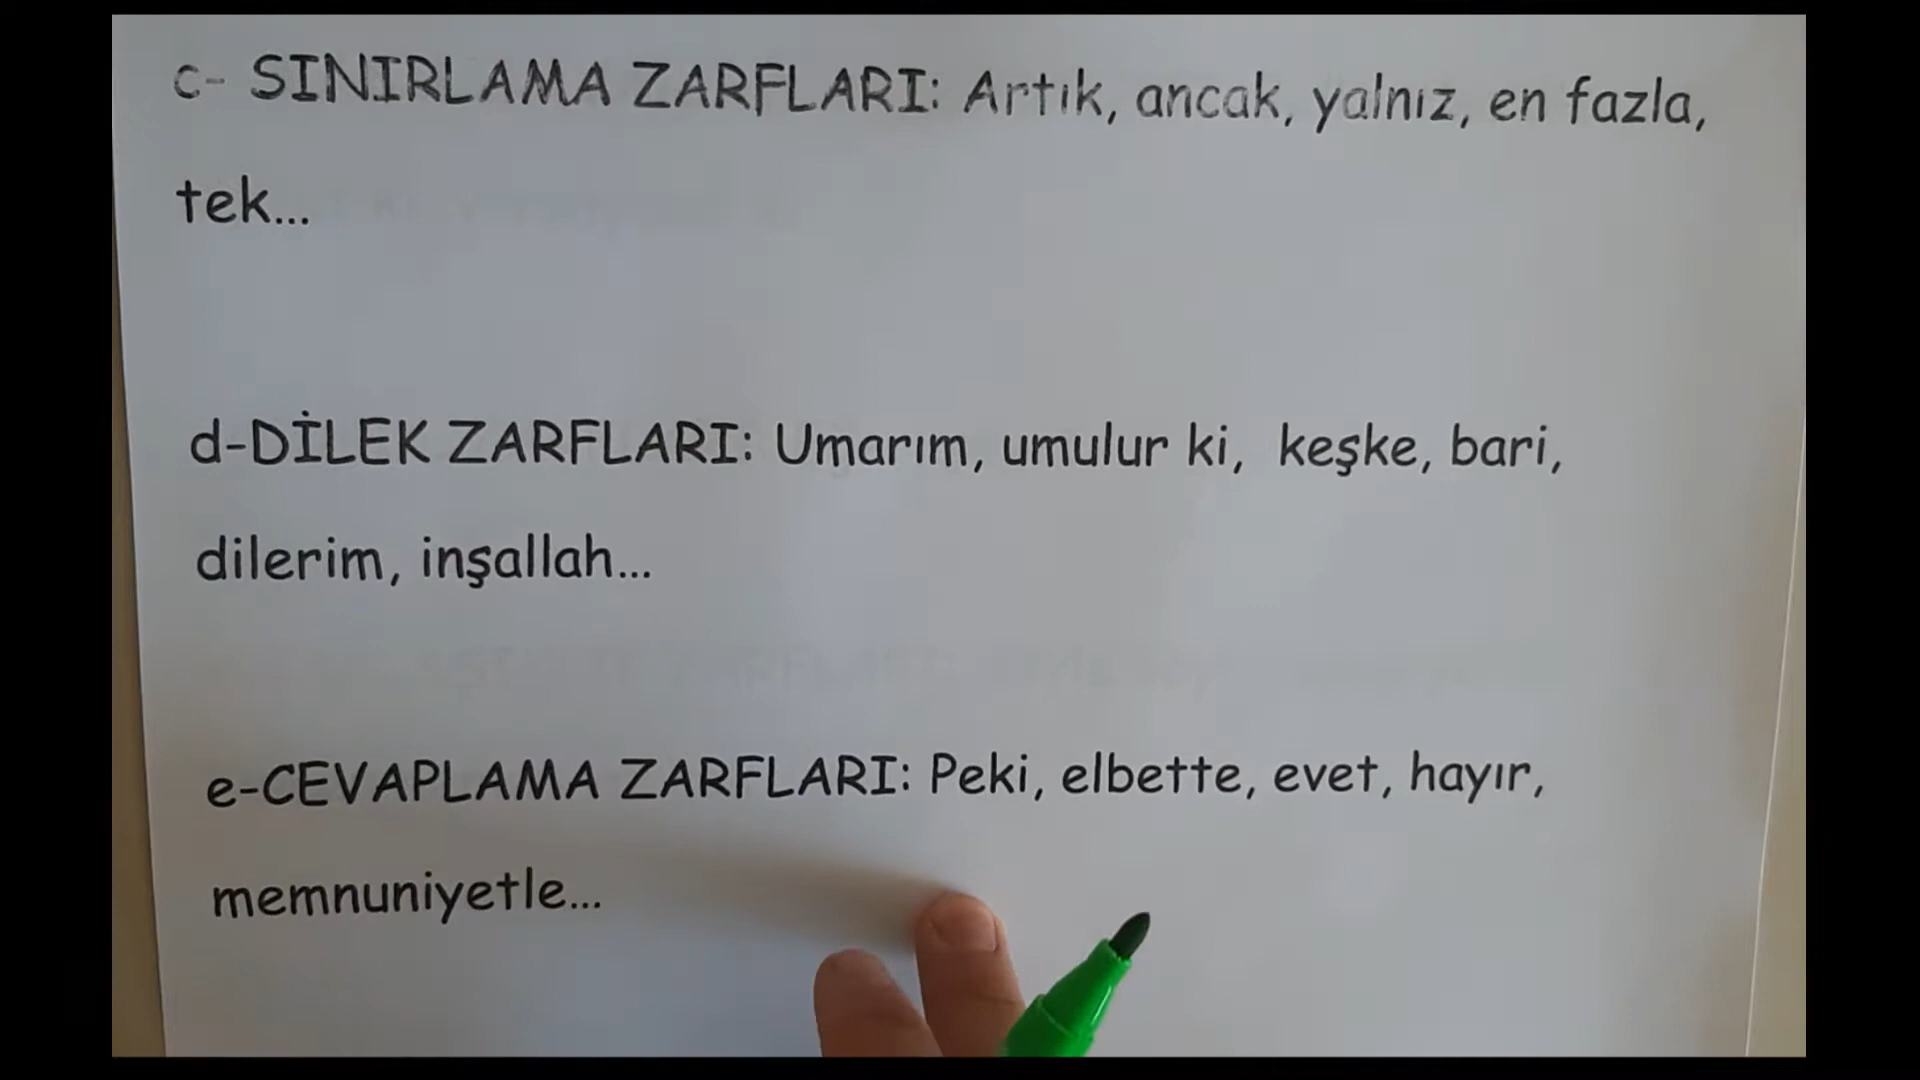 c- SINIRLAMA ZARFLARI: Artık, ancak, yalnız, en fazla,
tek...
d-DİLEK ZARFLARI: Umarım, umulur ki, keşke, bari,
dilerim, inşallah...
e-CEVAPLAMA ZARFLARI: Peki, elbette, evet, hayır,
memnuniyetle...